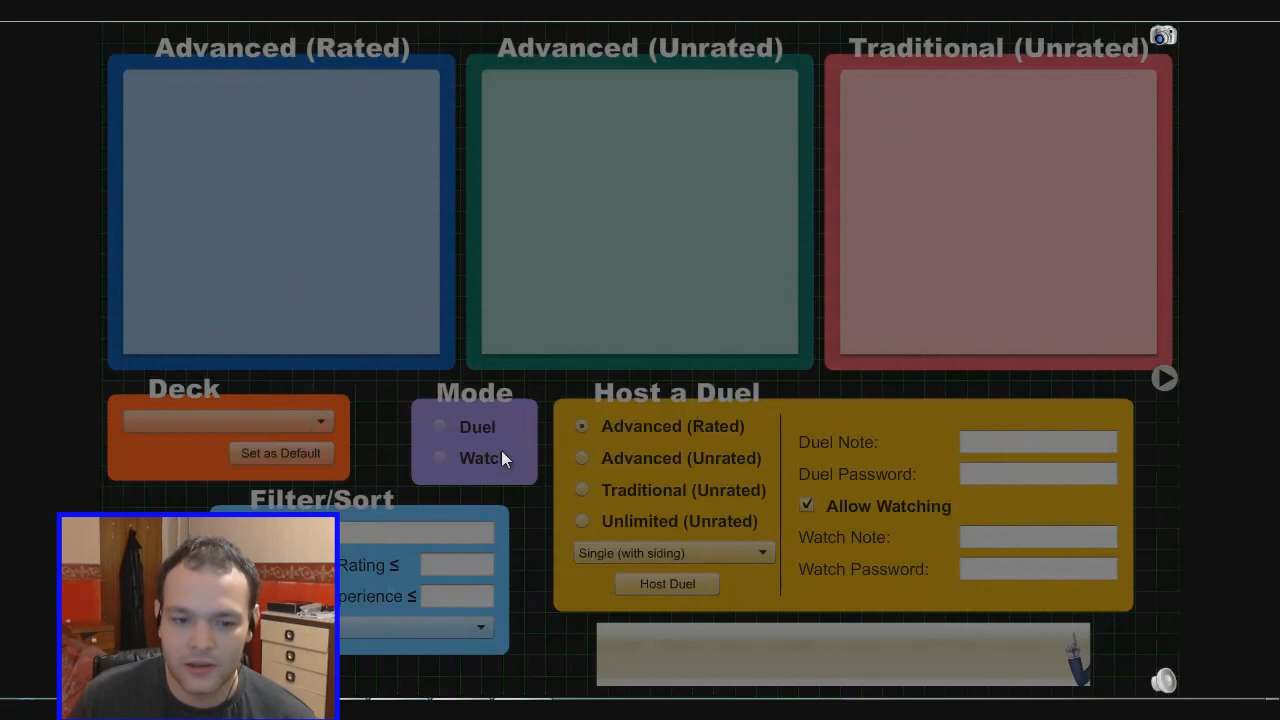 Advanced (Rated)
Advanced (Unrated)
Traditional (Unrated)
Deck
Set as Default
Mode
Duel
Watch
Host a Duel
Advanced (Rated)
Advanced (Unrated)
Traditional (Unrated)
Unlimited (Unrated)
Single (with siding)
Host Duel
Duel Note:
Duel Password:
Allow Watching
Watch Note:
Watch Password:
Filter/Sort
Rating ≤
perience ≤